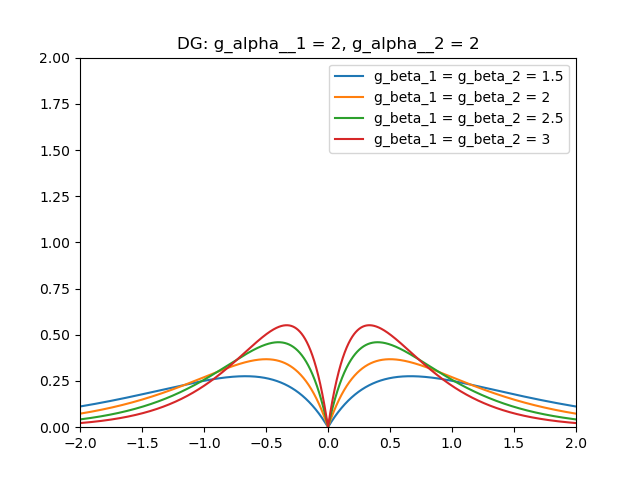 DG: g_alpha__1 = 2, g_alpha__2 = 2
2.00
1.75
1.50
1.25
1.00
0.75
0.50
0.25
0.00
g_beta_1 = g_beta_2 = 1.5
g_beta_1 = g_beta_2 = 2
g_beta_1 = g_beta_2 = 2.5
g_beta_1 = g_beta_2 = 3
−2.0 −1.5 −1.0 −0.5 0.0 0.5 1.0 1.5 2.0